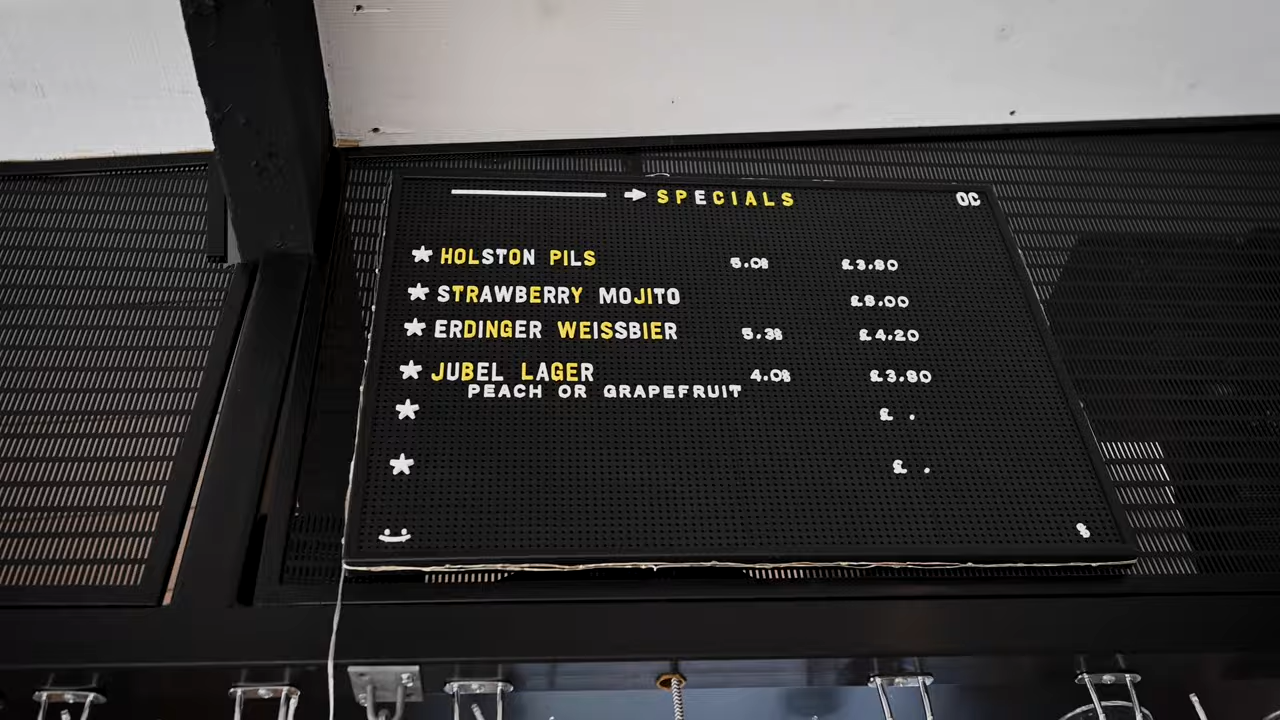 SPECIALS OC
HOLSTON PILS 5.0% £3.80
STRAWBERRY MOJITO £8.00
ERDINGER WEISSBIER 5.3% £4.20
JUBEL LAGER 4.0% £3.80
PEACH OR GRAPEFRUIT
£ .
£ .